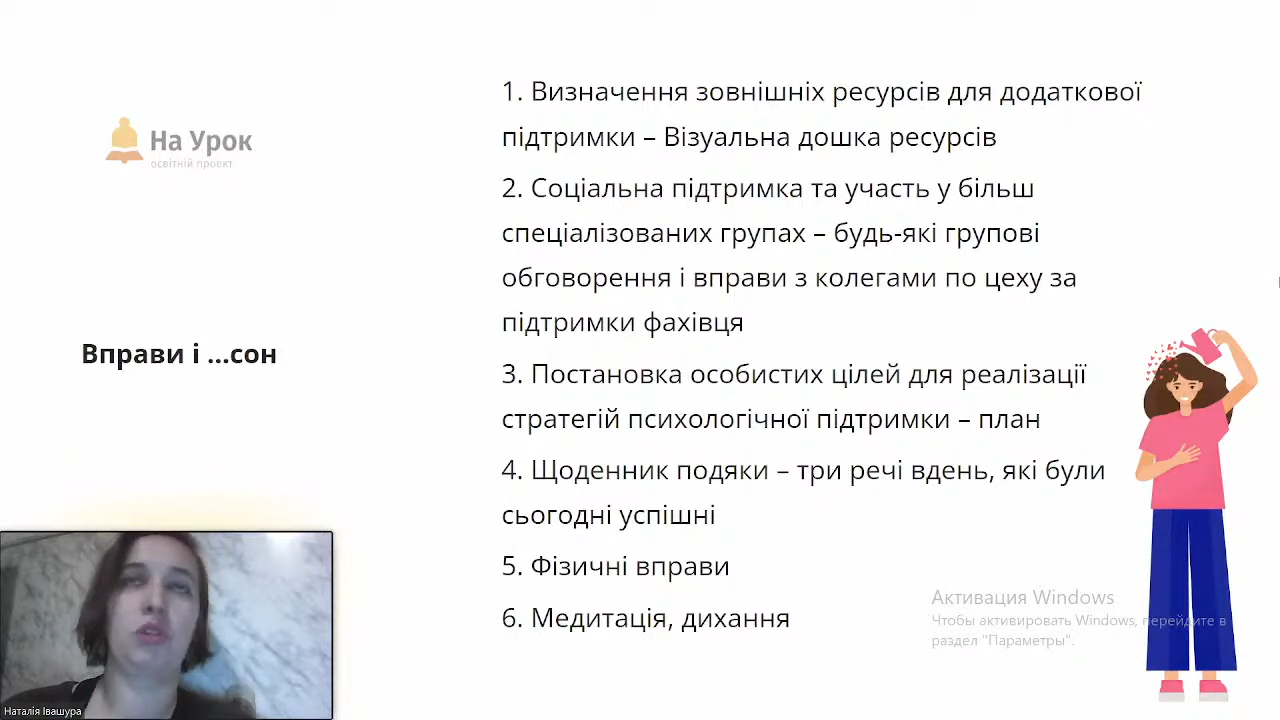 На Урок
освітній проект
Вправи і ...сон
1. Визначення зовнішніх ресурсів для додаткової
підтримки – Візуальна дошка ресурсів
2. Соціальна підтримка та участь у більш
спеціалізованих групах – будь-які групові
обговорення і вправи з колегами по цеху за
підтримки фахівця
3. Постановка особистих цілей для реалізації
стратегій психологічної підтримки – план
4. Щоденник подяки – три речі вдень, які були
сьогодні успішні
5. Фізичні вправи
6. Медитація, дихання
Активация Windows
Чтобы активировать Windows, перейдите в
раздел "Параметры".
Наталія Івашура